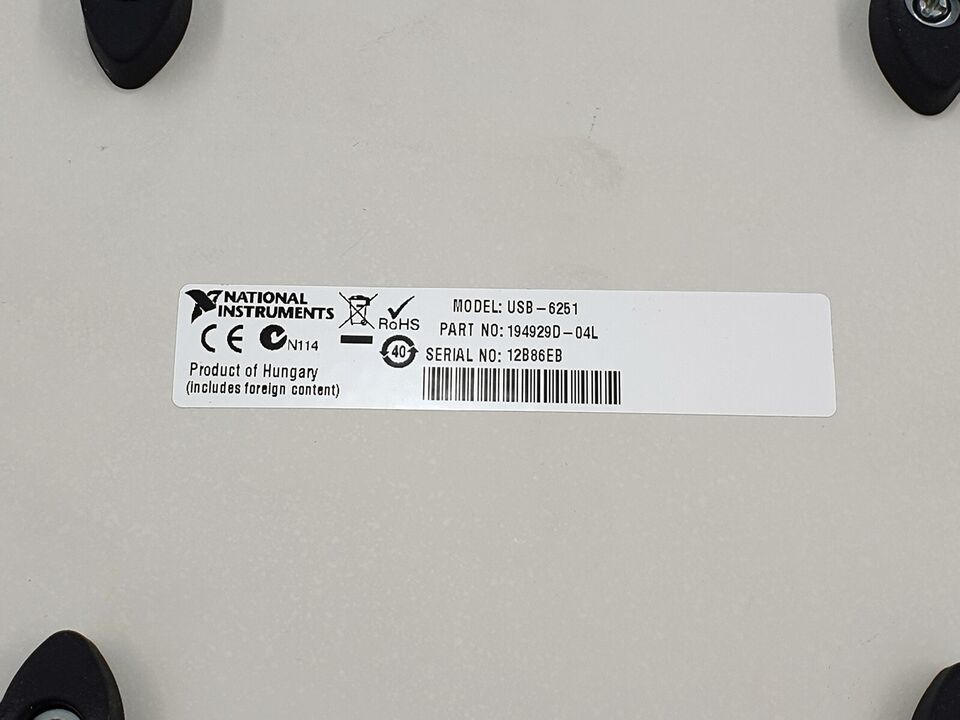 NATIONAL
INSTRUMENTS
RoHS
CE
N114
40
Product of Hungary
(includes foreign content)
MODEL: USB-6251
PART NO: 194929D-04L
SERIAL NO: 12B86EB